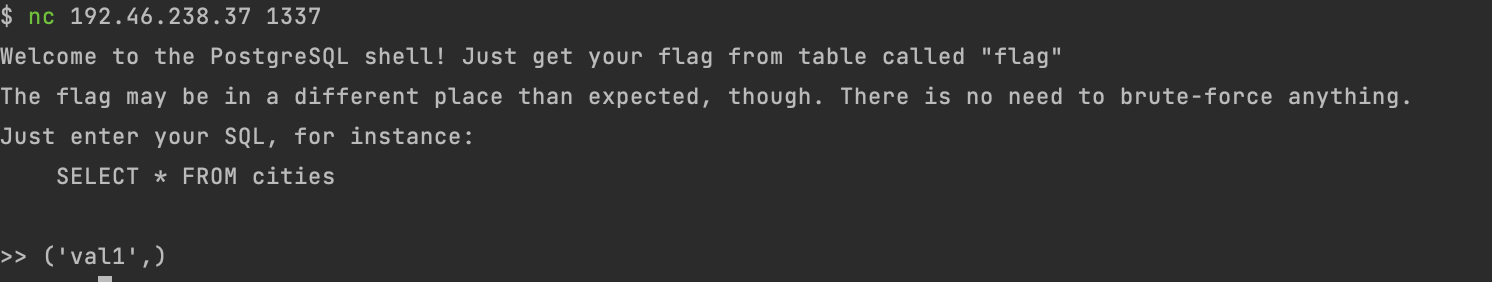 $ nc 192.46.238.37 1337
Welcome to the PostgreSQL shell! Just get your flag from table called "flag"
The flag may be in a different place than expected, though. There is no need to brute-force anything.
Just enter your SQL, for instance:
    SELECT * FROM cities
>> ('val1',)